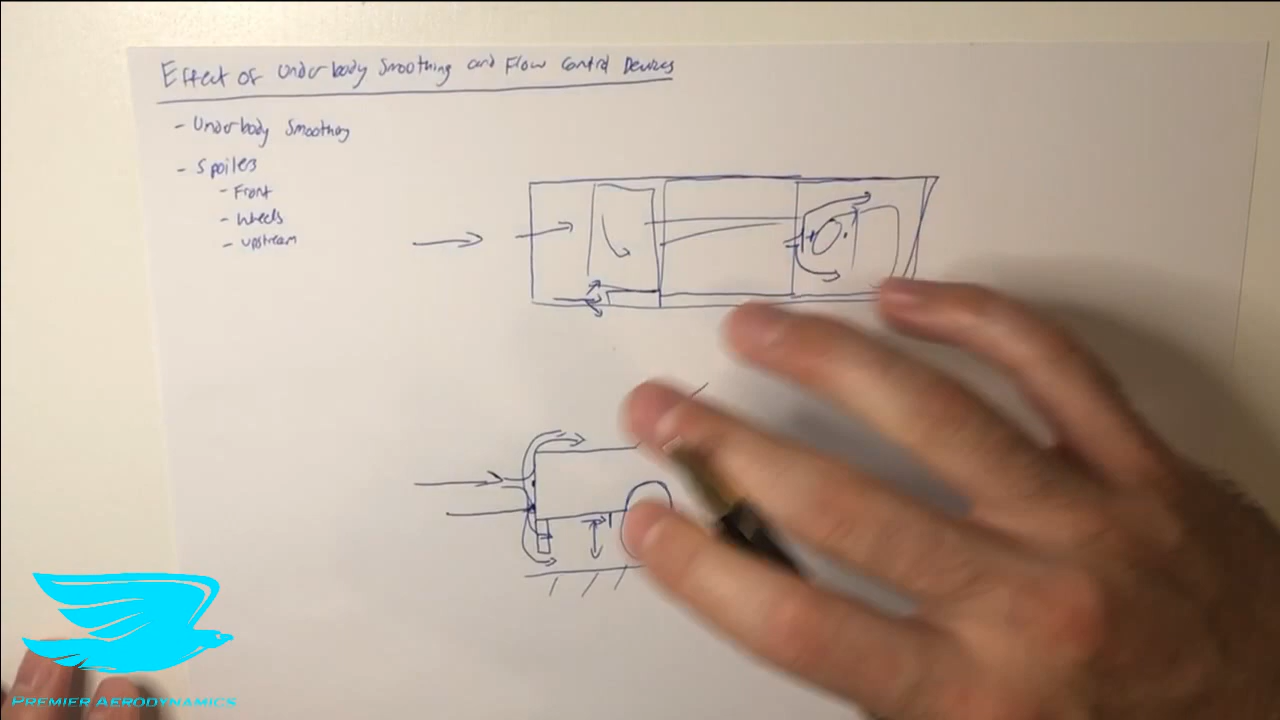 Effect of Underbody Smoothing and Flow Control Devices
- Underbody Smoothing
- Spoilers
- Front
- Wheels
- Upstream
PREMIER AERODYNAMICS